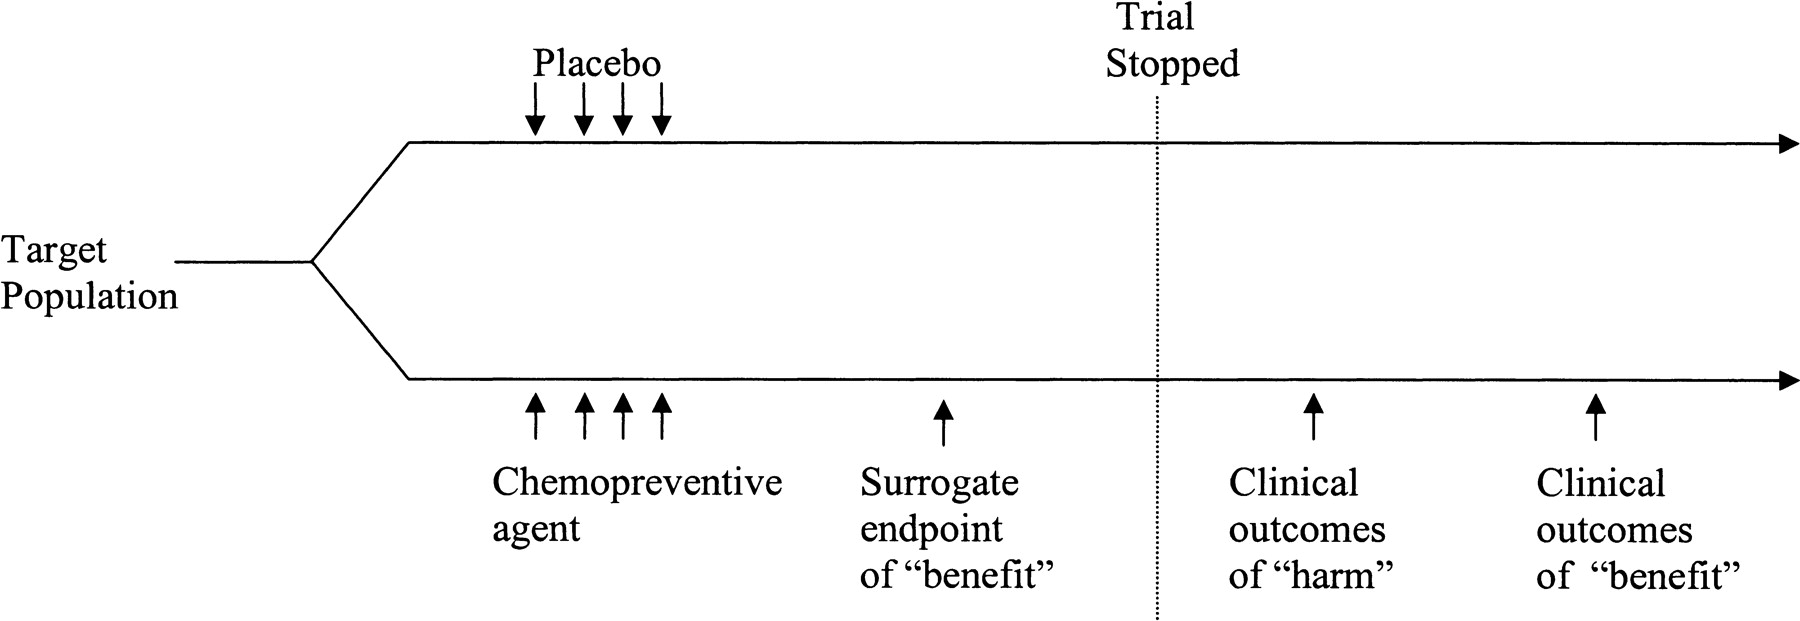 Trial
Stopped
Placebo
Target
Population
Chemopreventive
agent
Surrogate
endpoint
of “benefit”
Clinical
outcomes
of “harm”
Clinical
outcomes
of “benefit”